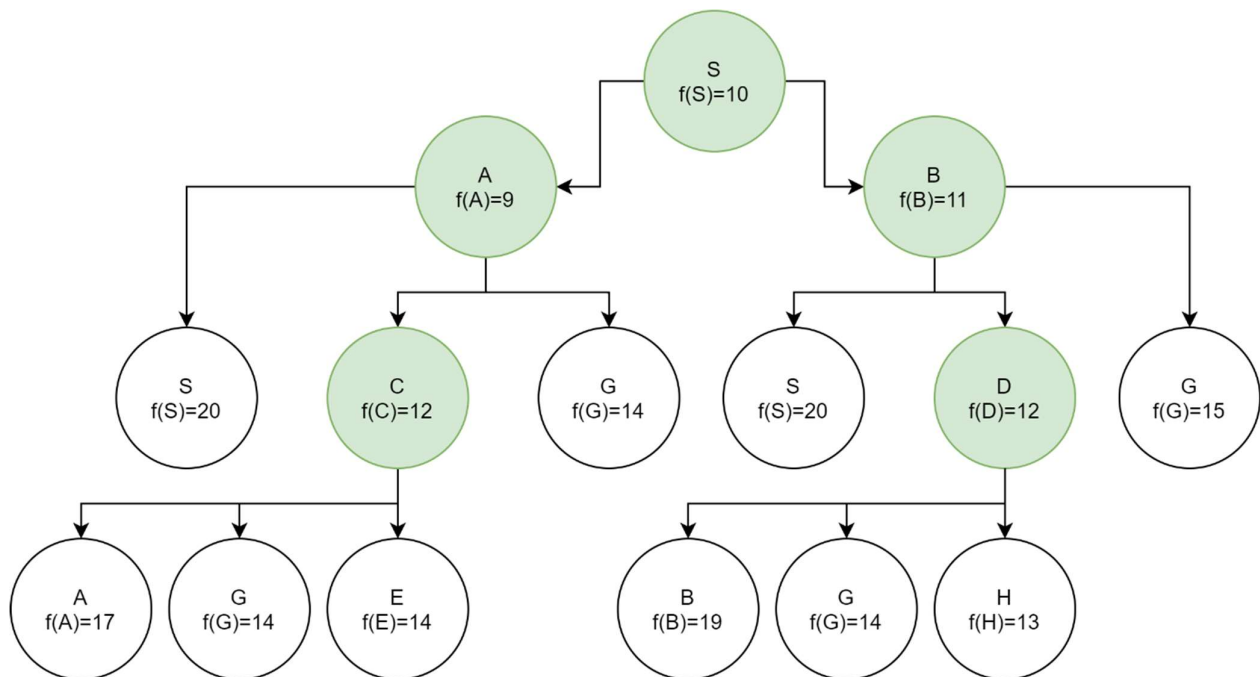 S
f(S)=10
A
f(A)=9
B
f(B)=11
S
f(S)=20
C
f(C)=12
G
f(G)=14
S
f(S)=20
D
f(D)=12
G
f(G)=15
A
f(A)=17
G
f(G)=14
E
f(E)=14
B
f(B)=19
G
f(G)=14
H
f(H)=13